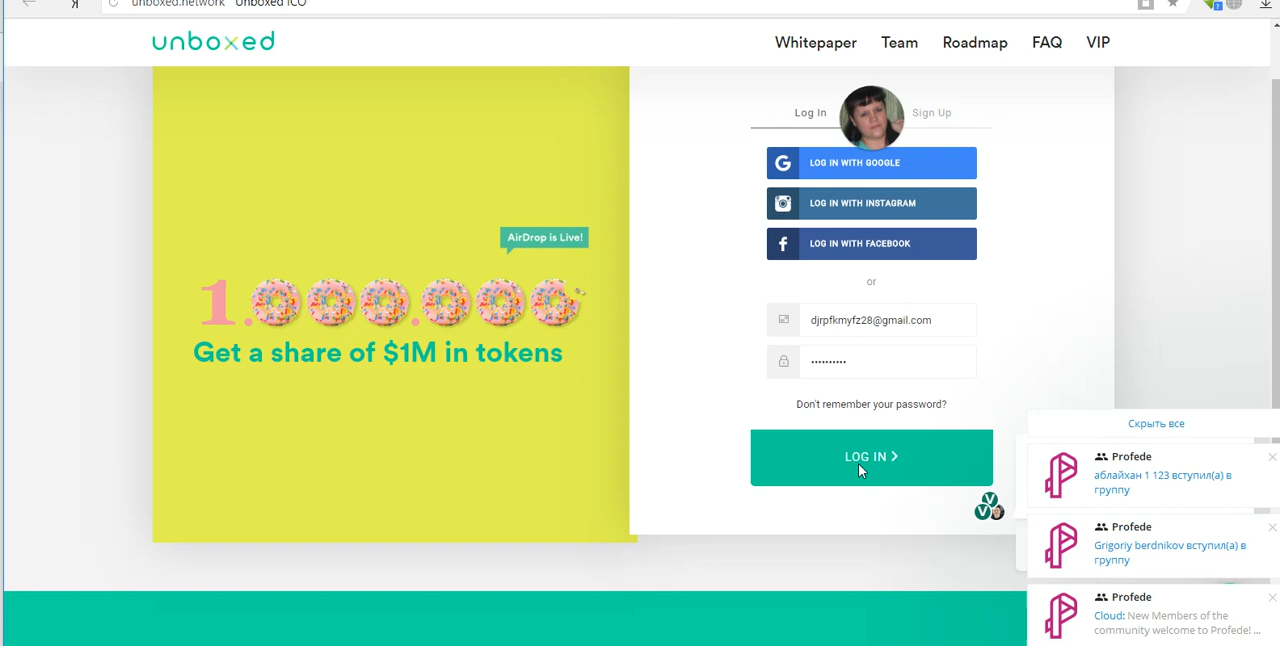 unboxed.network Unboxed ICO
unboxed
Whitepaper Team Roadmap FAQ VIP
Log In Sign Up
LOG IN WITH GOOGLE
LOG IN WITH INSTAGRAM
LOG IN WITH FACEBOOK
or
djrpfkmyfz28@gmail.com
Don't remember your password?
LOG IN
AirDrop is Live!
1.000.000
Get a share of $1M in tokens
Скрыть все
Profede
аблайхан 1 123 вступил(а) в
группу
Profede
Grigoriy berdnikov вступил(а) в
группу
Profede
Cloud: New Members of the
community welcome to Profede! ...